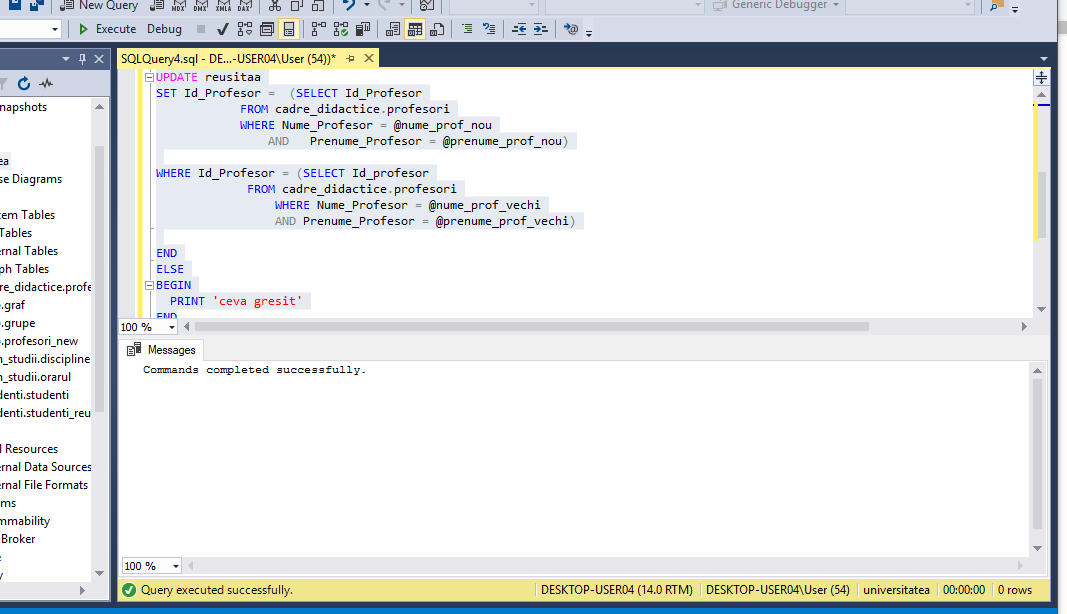 New Query
MDX DMX XMLA DAX
Generic Debugger
Execute Debug
SQLQuery4.sql - DE...-USER04\User (54))*
UPDATE reusitaa
SET Id_Profesor = (SELECT Id_Profesor
FROM cadre_didactice.profesori
WHERE Nume_Profesor = @nume_prof_nou
AND Prenume_Profesor = @prenume_prof_nou)
WHERE Id_Profesor = (SELECT Id_profesor
FROM cadre_didactice.profesori
WHERE Nume_Profesor = @nume_prof_vechi
AND Prenume_Profesor = @prenume_prof_vechi)
END
ELSE
BEGIN
PRINT 'ceva gresit'
END
100 %
napshots
ea
se Diagrams
tem Tables
Tables
ernal Tables
ph Tables
re_didactice.profe
o.graf
o.grupe
o.profesori_new
n_studii.discipline
n_studii.orarul
denti.studenti
denti.studenti_reu
l Resources
ernal Data Sources
ernal File Formats
ms
mmability
Broker
Messages
Commands completed successfully.
100 %
Query executed successfully.
DESKTOP-USER04 (14.0 RTM)
DESKTOP-USER04\User (54)
universitatea
00:00:00
0 rows